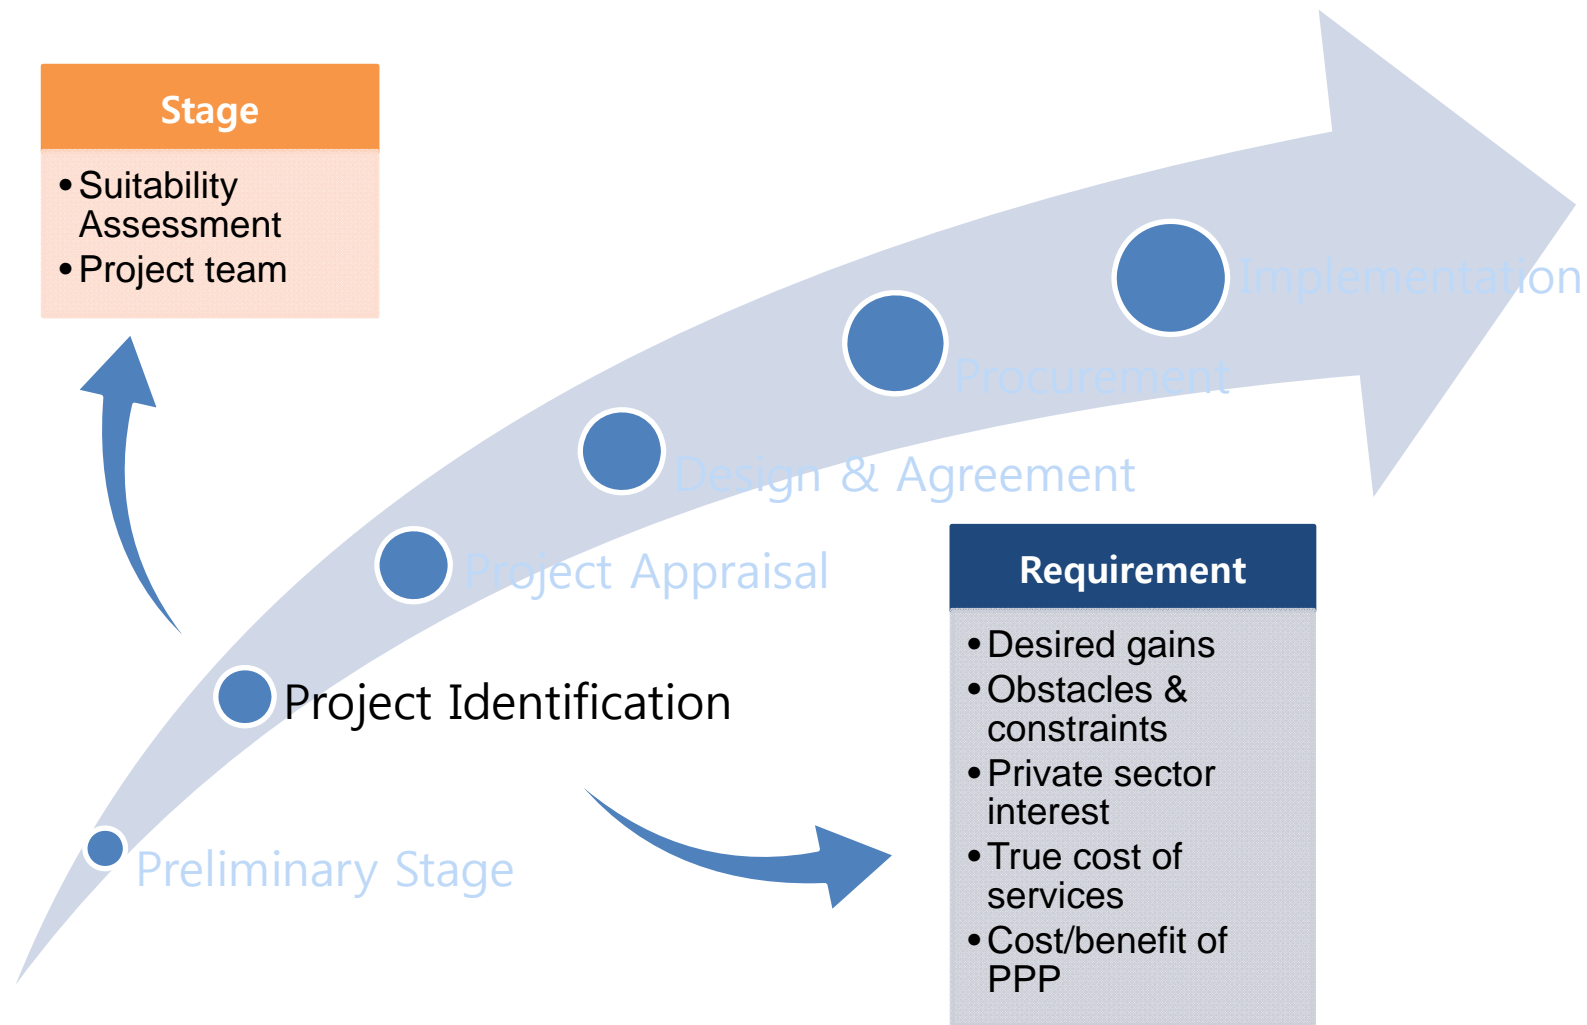 Stage
•Suitability
Assessment
•Project team
Implementation
Procurement
Design & Agreement
Project Appraisal
Project Identification
Preliminary Stage
Requirement
•Desired gains
•Obstacles &
constraints
•Private sector
interest
•True cost of
services
•Cost/benefit of
PPP